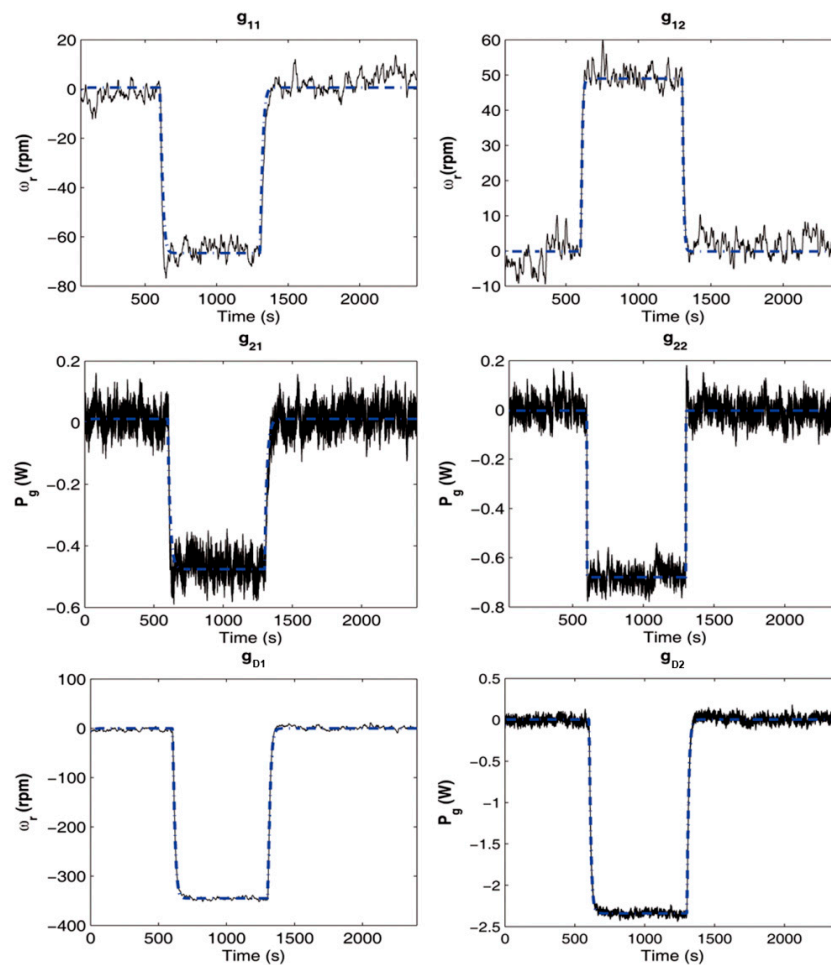 g11
20
0
−20
−40
−60
−80
ωr (rpm)
500 1000 1500 2000
Time (s)
g12
60
50
40
30
20
10
0
−10
ωr (rpm)
500 1000 1500 2000
Time (s)
g21
0.2
0
−0.2
−0.4
−0.6
Pg (W)
0 500 1000 1500 2000
Time (s)
g22
0.2
0
−0.2
−0.4
−0.6
−0.8
Pg (W)
500 1000 1500 2000
Time (s)
gD1
100
0
−100
−200
−300
−400
ωr (rpm)
0 500 1000 1500 2000
Time (s)
gD2
0.5
0
−0.5
−1
−1.5
−2
−2.5
Pg (W)
0 500 1000 1500 2000
Time (s)